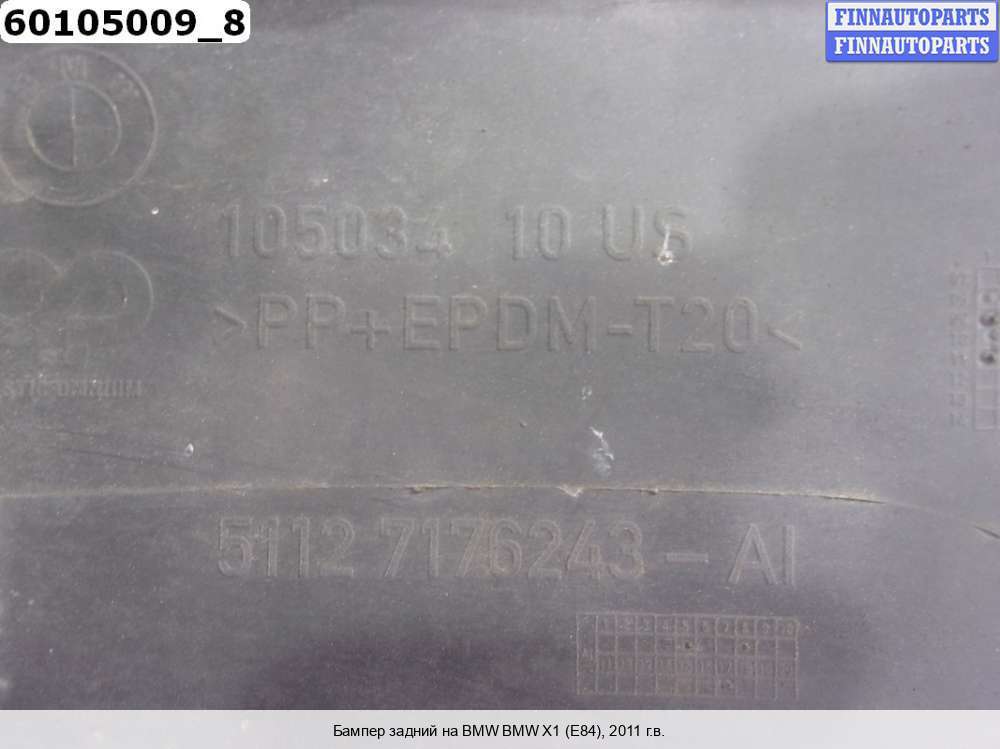 60105009_8
FINNAUTOPARTS
FINNAUTOPARTS
M
105034 10 US
>PP+EPDM-T20<
5112 7176243-AI
Бампер задний на BMW BMW X1 (E84), 2011 г.в.